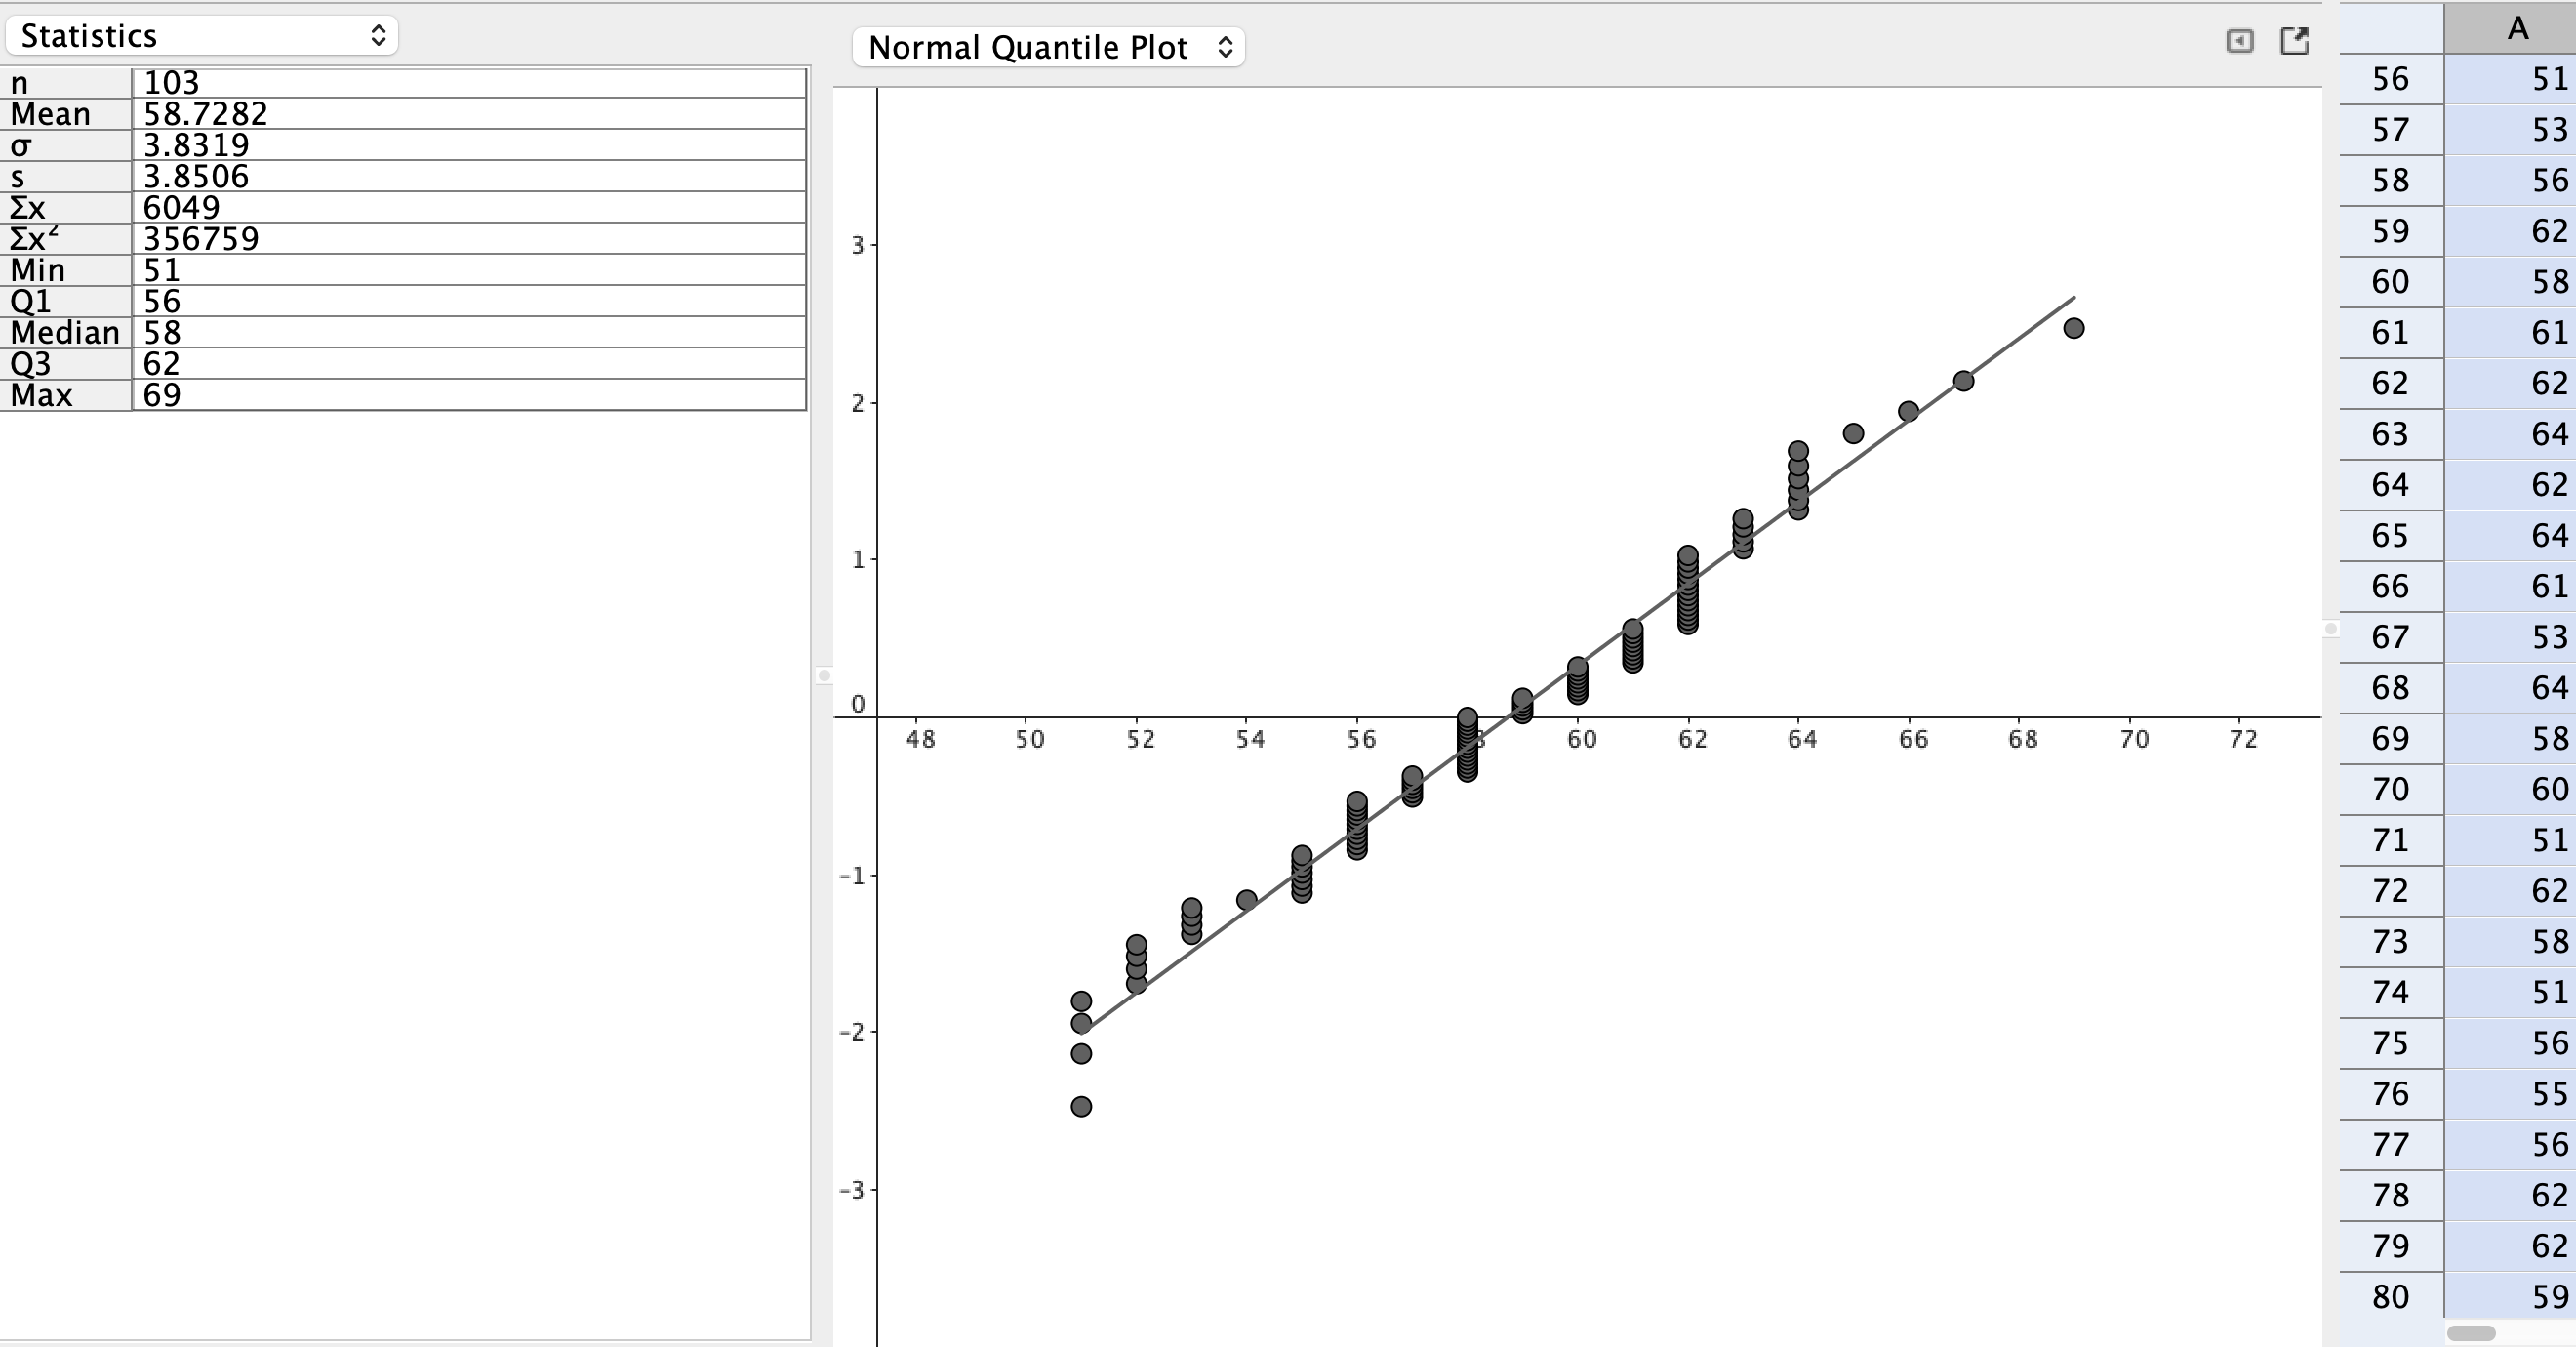 Statistics
n 103
Mean 58.7282
σ 3.8319
s 3.8506
Σx 6049
Σx² 356759
Min 51
Q1 56
Median 58
Q3 62
Max 69
Normal Quantile Plot
3
2
1
0
-1
-2
-3
48 50 52 54 56 60 62 64 66 68 70 72
A
56 51
57 53
58 56
59 62
60 58
61 61
62 62
63 64
64 62
65 64
66 61
67 53
68 64
69 58
70 60
71 51
72 62
73 58
74 51
75 56
76 55
77 56
78 62
79 62
80 59